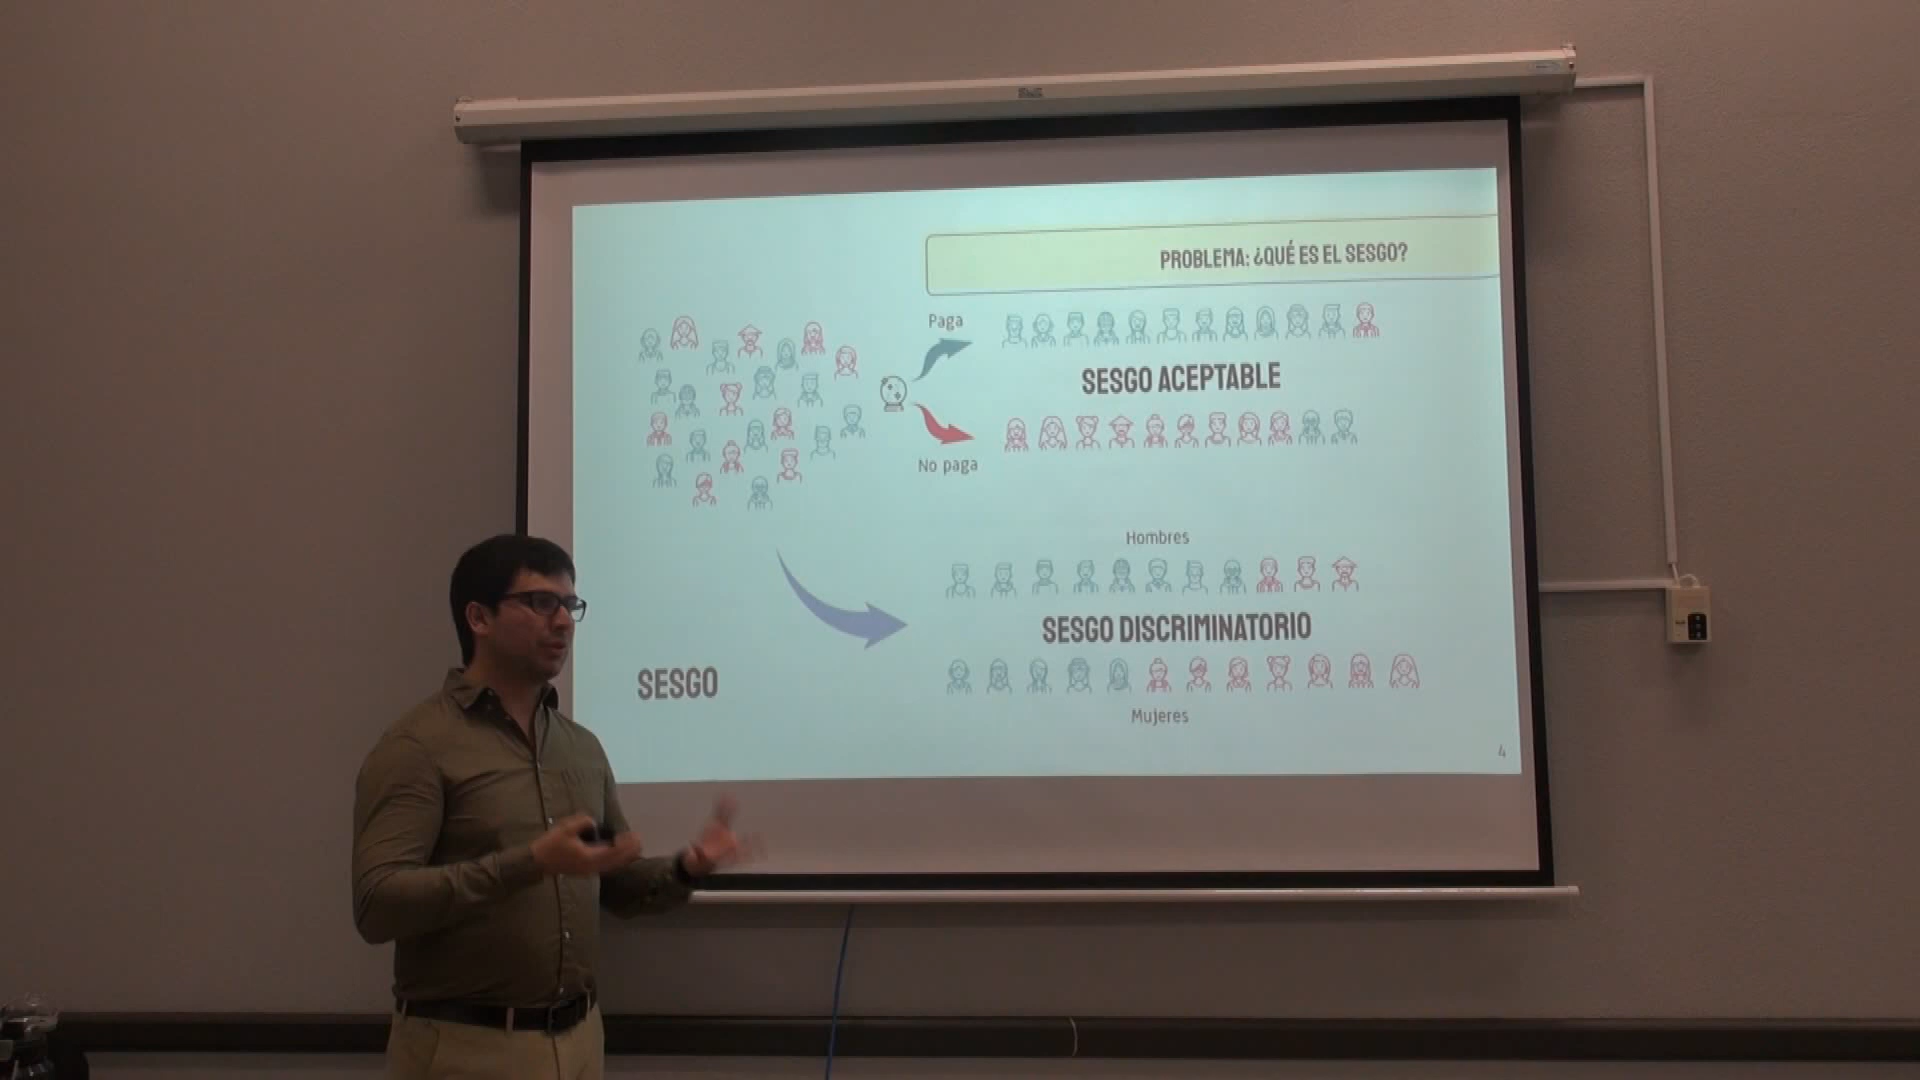 PROBLEMA: ¿QUÉ ES EL SESGO?
Paga
SESGO ACEPTABLE
No paga
Hombres
SESGO DISCRIMINATORIO
SESGO
Mujeres
4